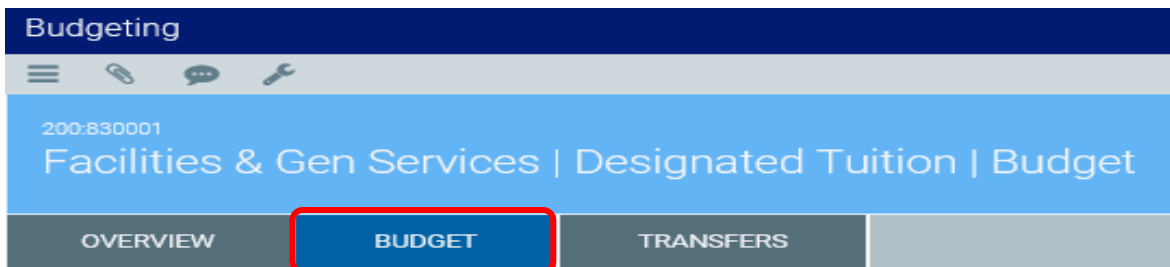 Budgeting
200:830001
Facilities & Gen Services | Designated Tuition | Budget
OVERVIEW BUDGET TRANSFERS